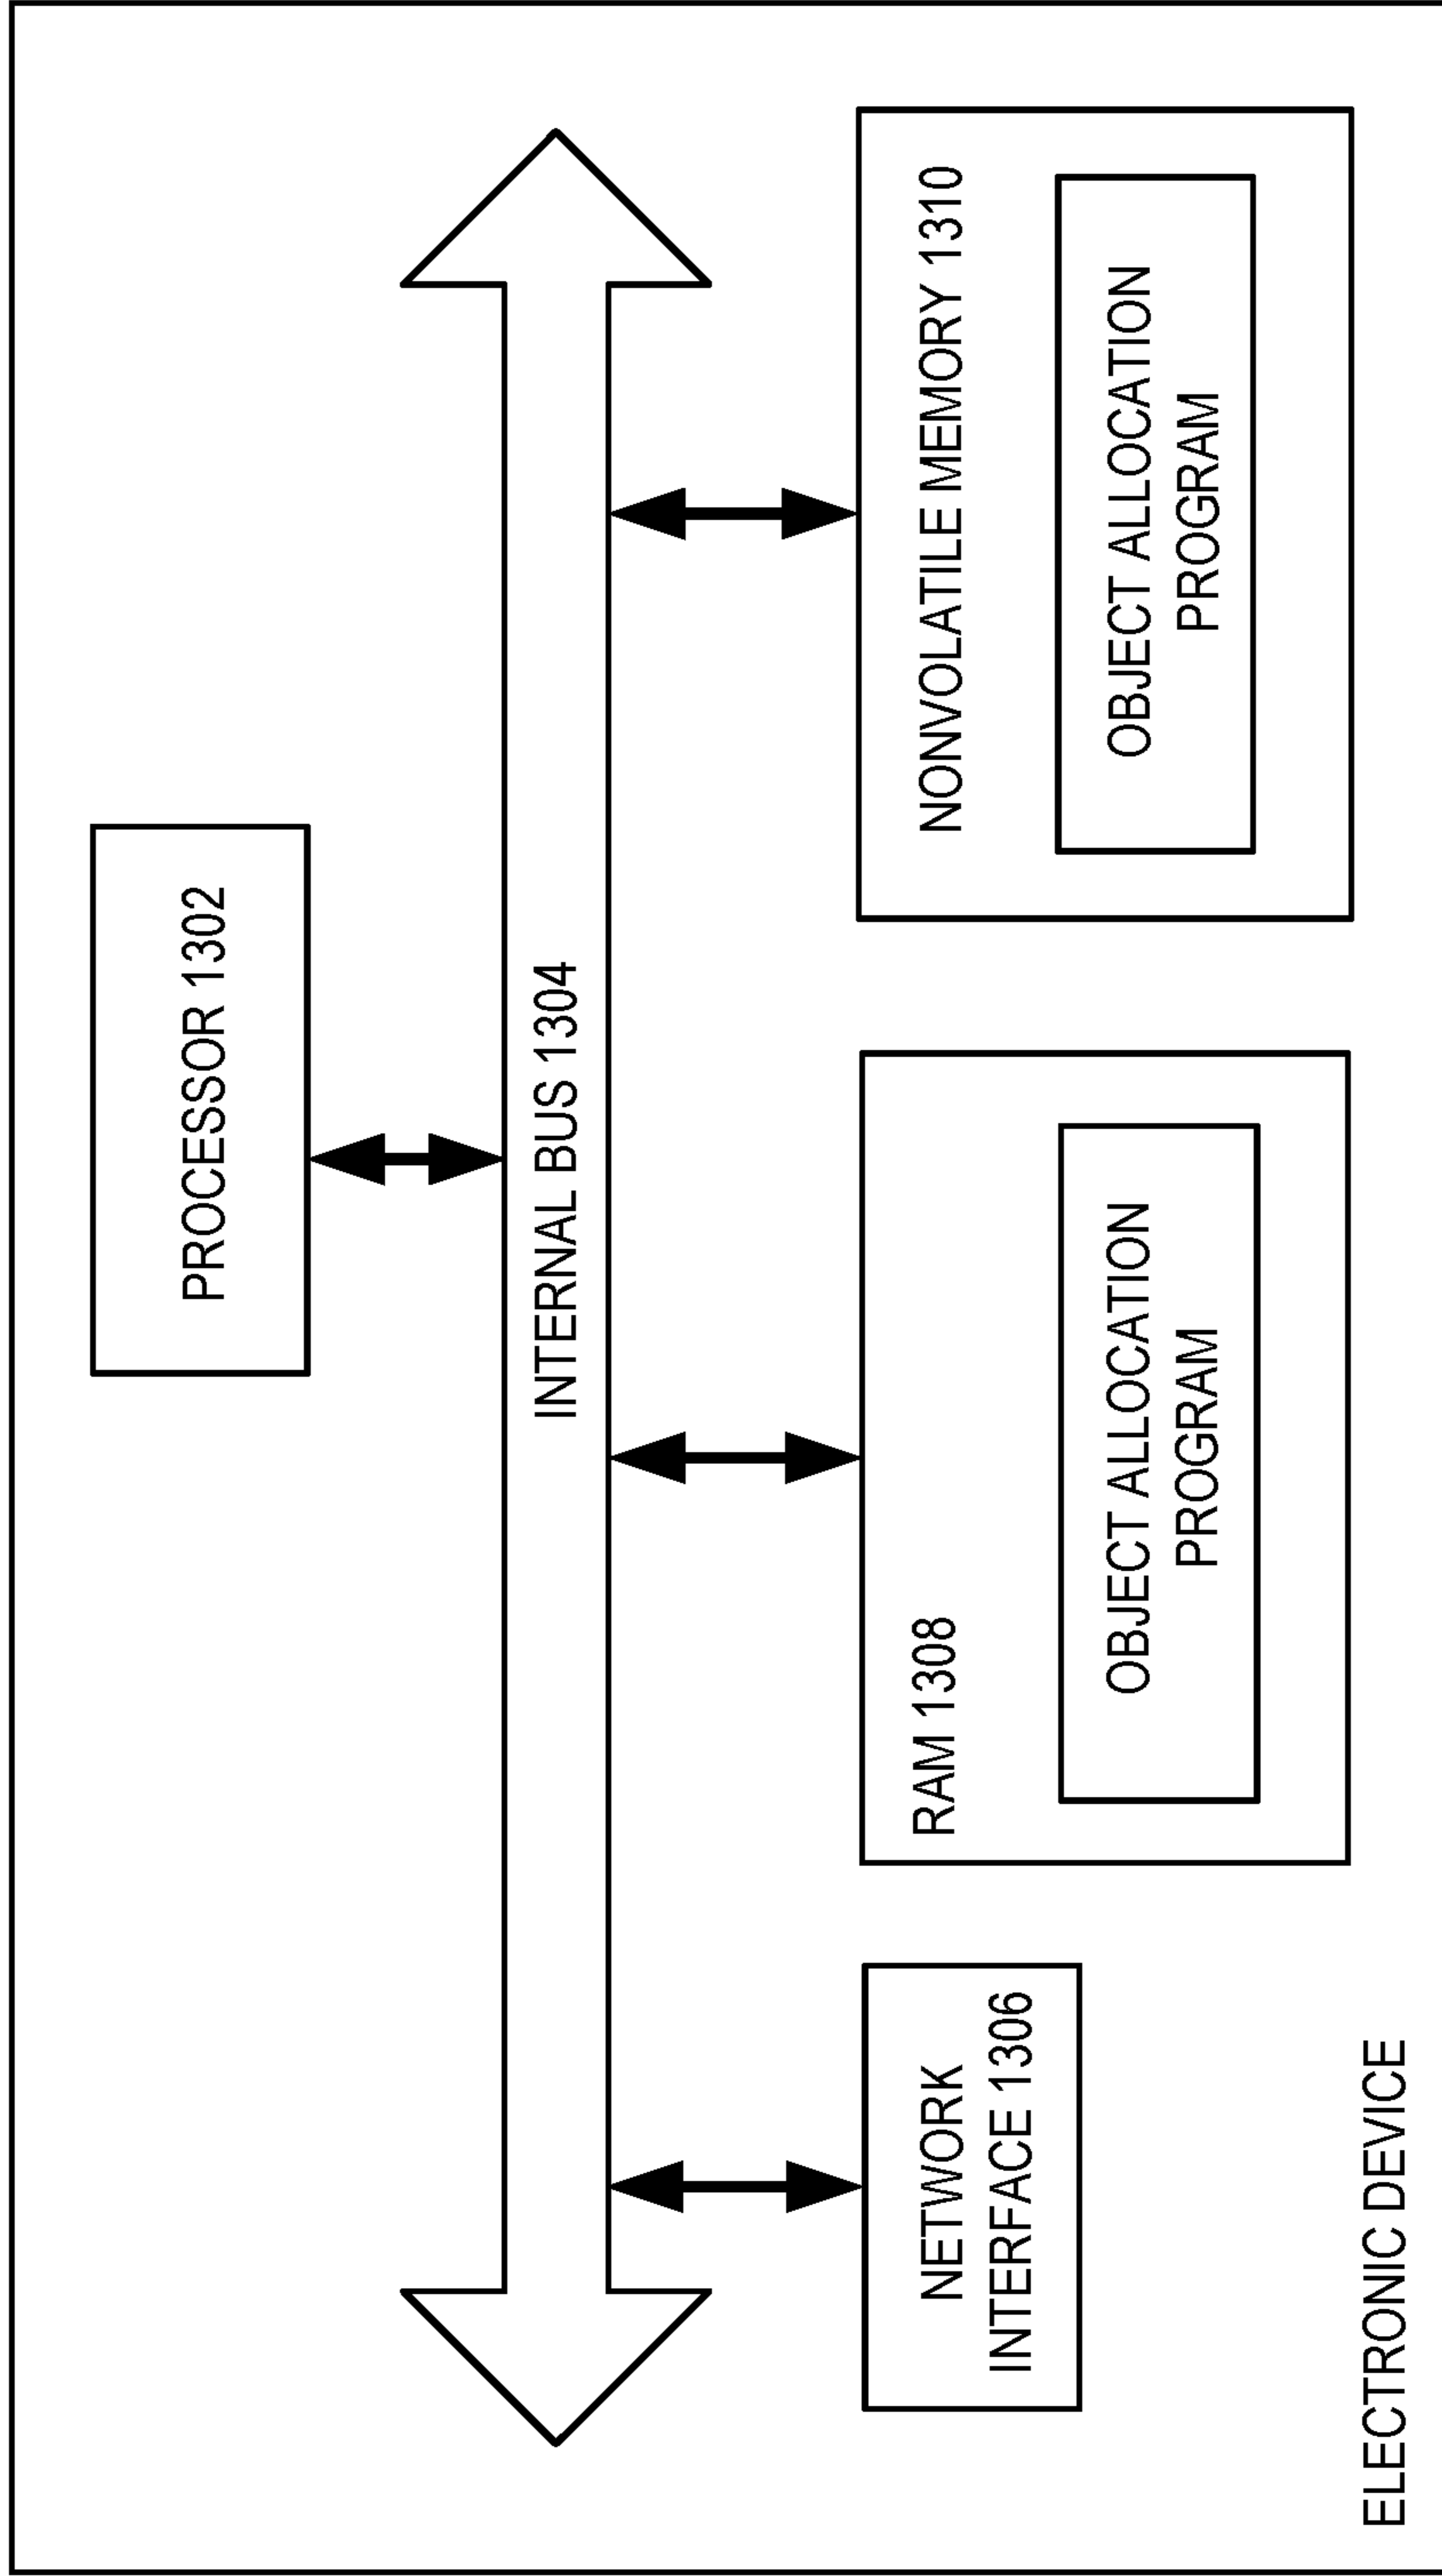 PROCESSOR 1302
INTERNAL BUS 1304
NETWORK
INTERFACE 1306
RAM 1308
OBJECT ALLOCATION
PROGRAM
NONVOLATILE MEMORY 1310
OBJECT ALLOCATION
PROGRAM
ELECTRONIC DEVICE